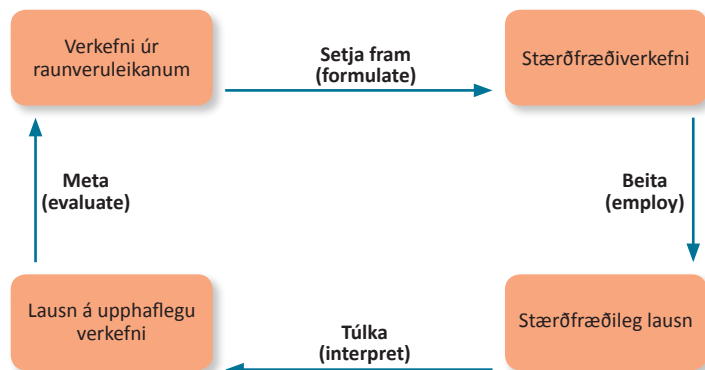 Verkefni úr
raunveruleikanum
Setja fram
(formulate)
Stærðfræðiverkefni
Meta
(evaluate)
Beita
(employ)
Lausn á upphaflegu
verkefni
Túlka
(interpret)
Stærðfræðileg lausn